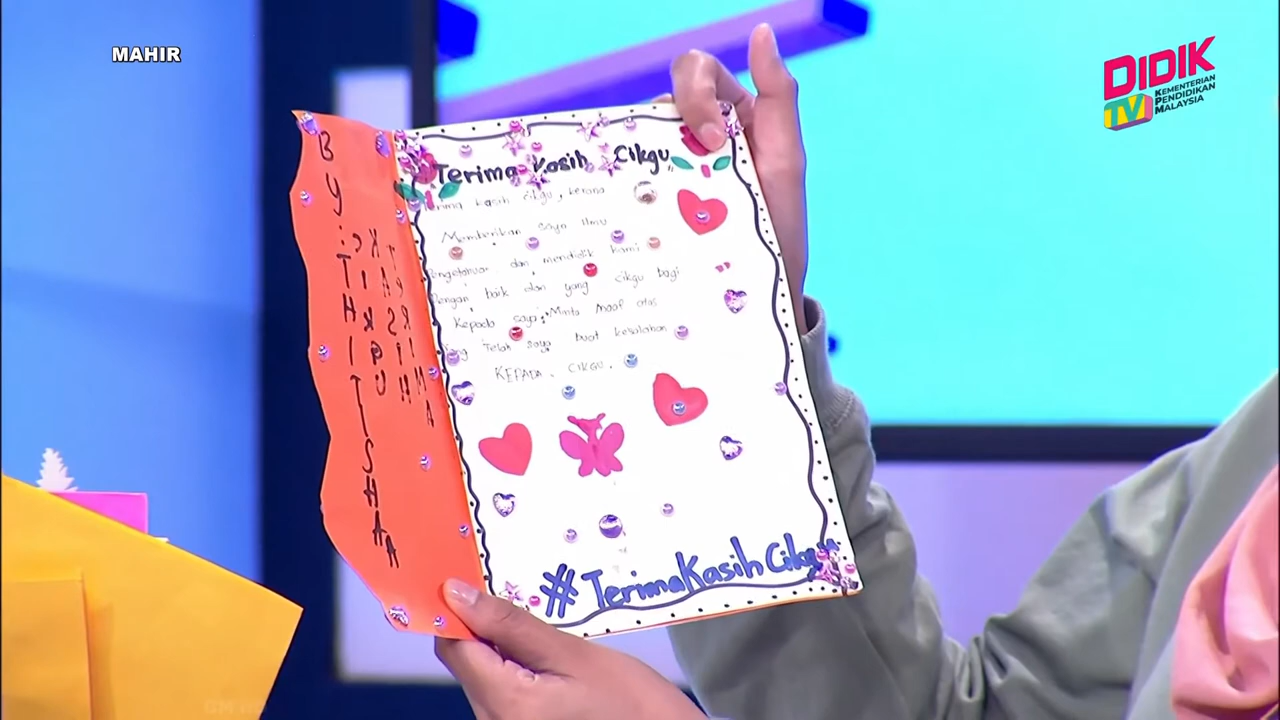 MAHIR
DIDIK
TV
KEMENTERIAN
PENDIDIKAN
MALAYSIA
By: THITISHAA
Terima Kasih Cikgu
kasih cikgu, kerana
Memberikan saya ilmu
Pengetahuan dan mendidik kami
Dengan baik dan yang cikgu bagi
Kepada saya. Minta Maaf atas
Yang Telah saya buat kesalahan
KEPADA. CIKGU.
#TerimaKasihCikgu